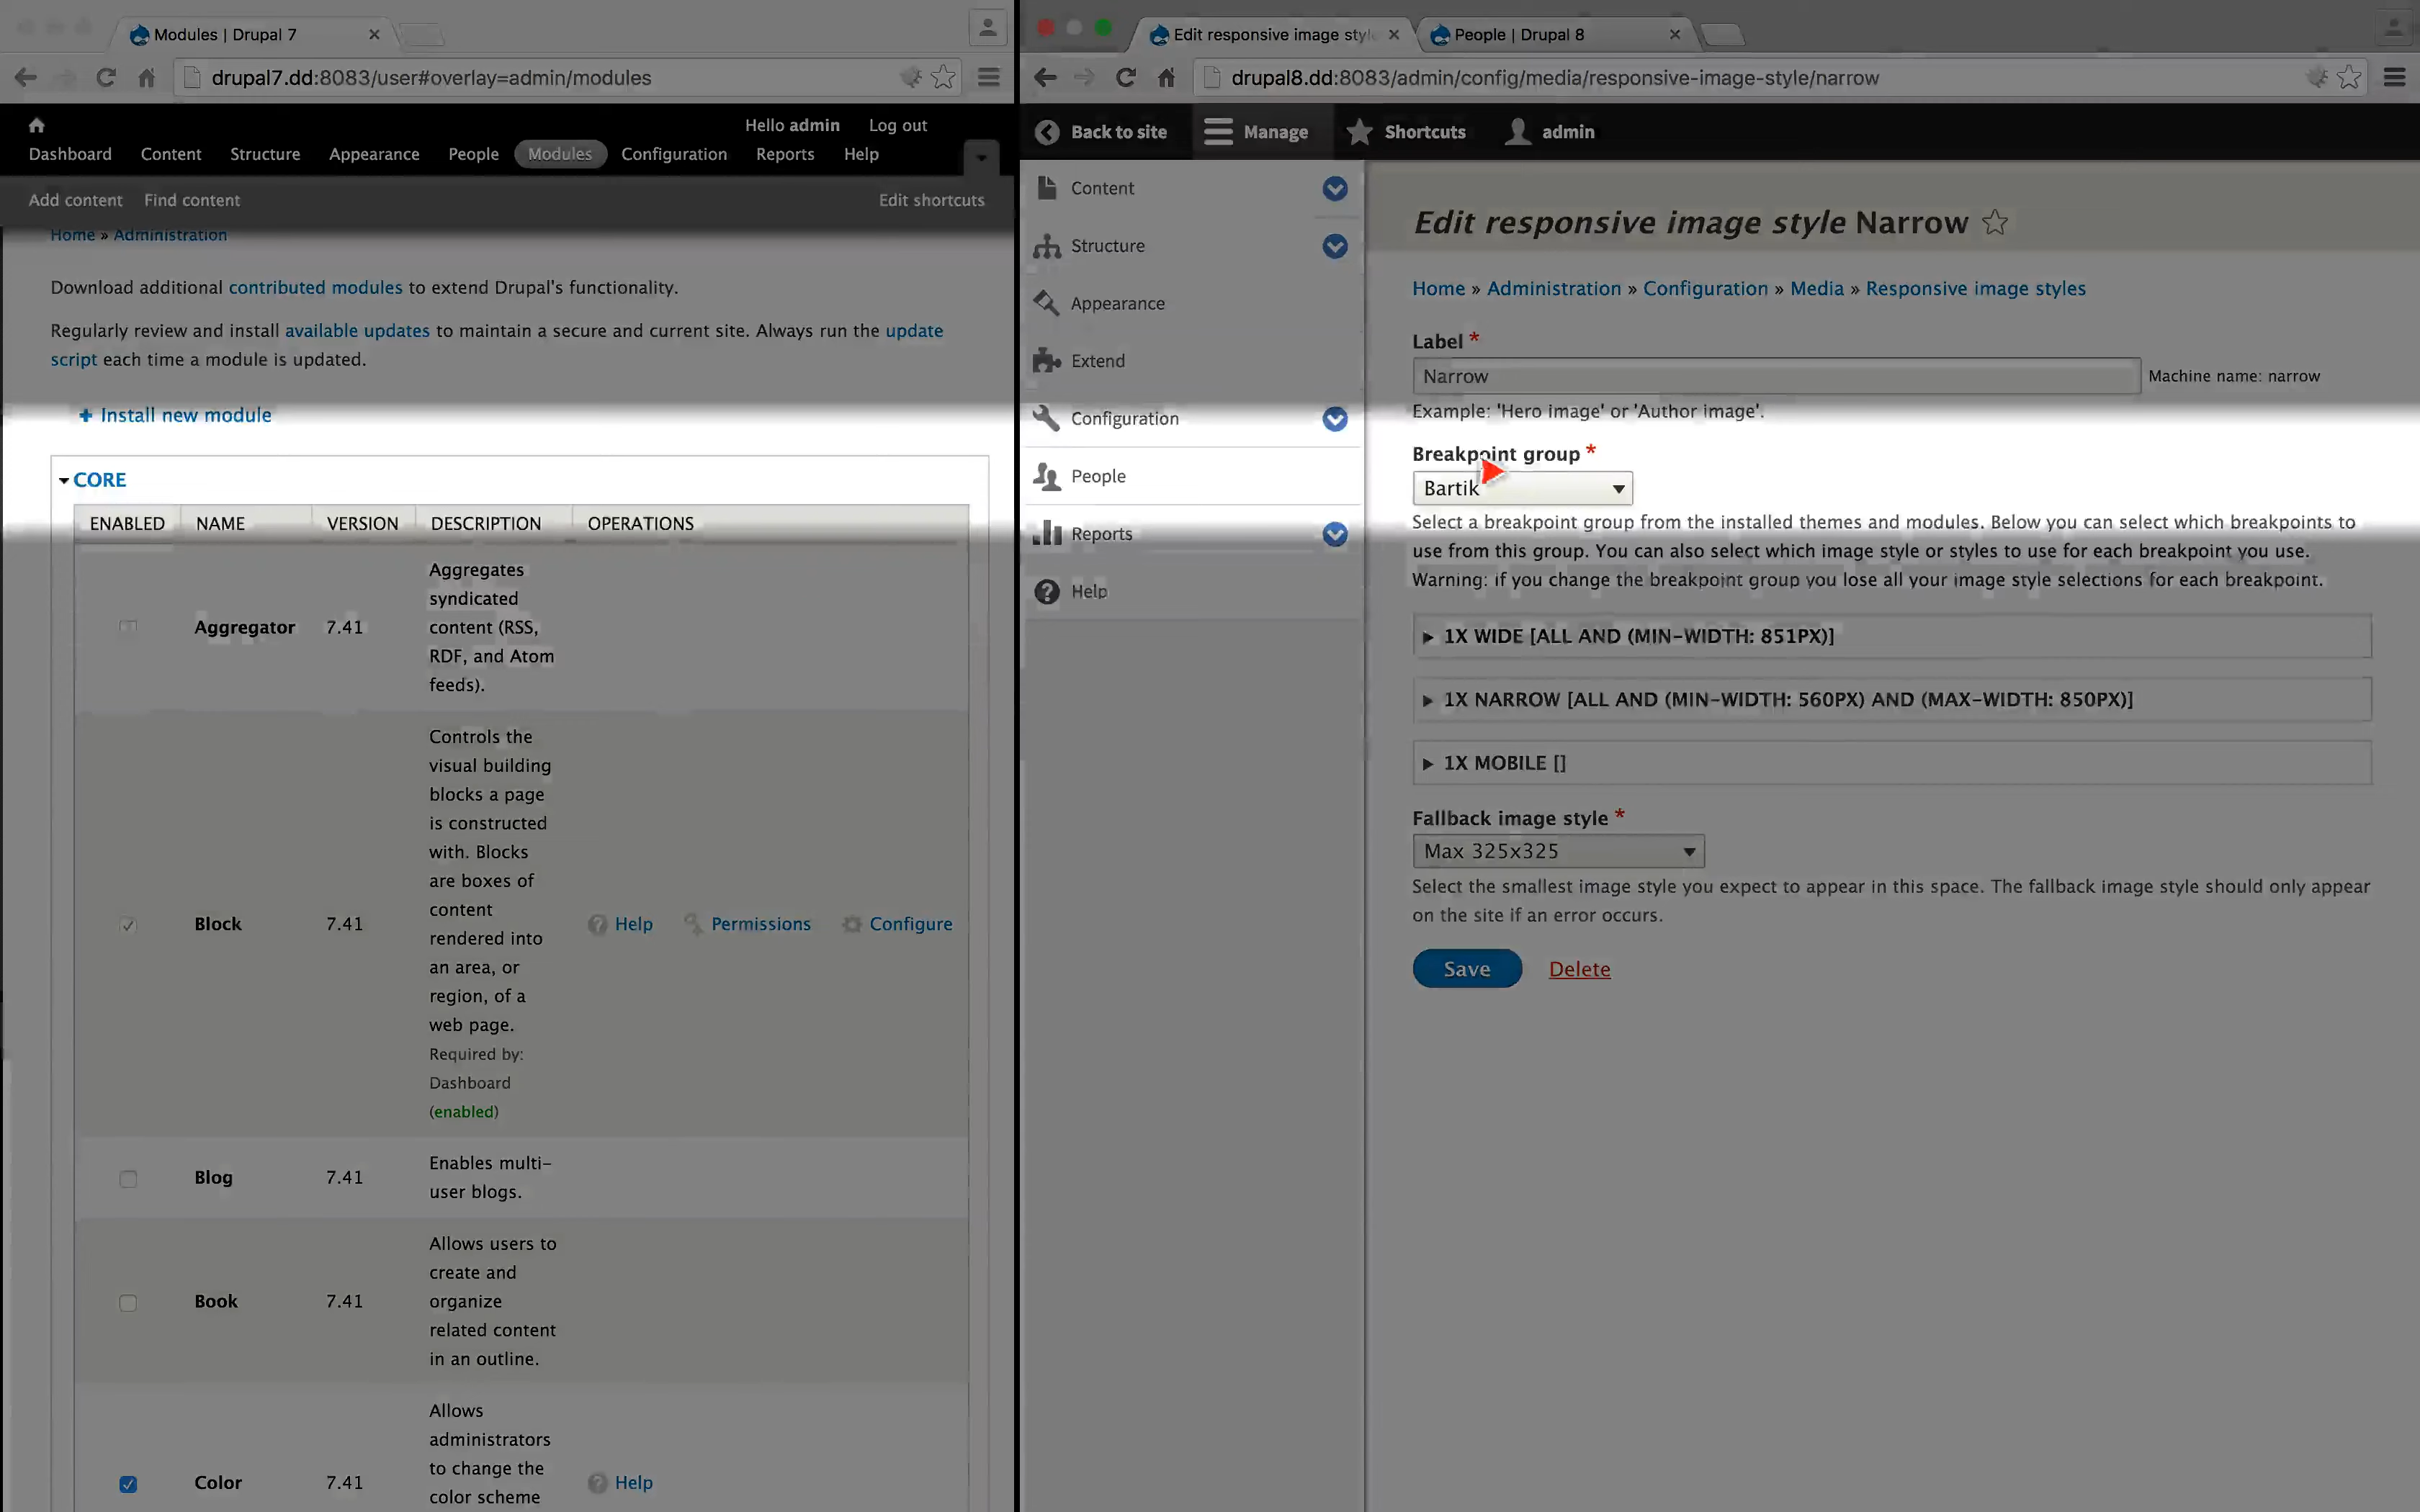 Modules | Drupal 7
drupal7.dd:8083/user#overlay=admin/modules
Hello admin Log out
Dashboard Content Structure Appearance People Modules Configuration Reports Help
Add content Find content Edit shortcuts
Home » Administration
Download additional contributed modules to extend Drupal's functionality.
Regularly review and install available updates to maintain a secure and current site. Always run the update
script each time a module is updated.
+ Install new module
CORE
ENABLED NAME VERSION DESCRIPTION OPERATIONS
Aggregator 7.41
Aggregates
syndicated
content (RSS,
RDF, and Atom
feeds).
Block 7.41
Controls the
visual building
blocks a page
is constructed
with. Blocks
are boxes of
content
rendered into
an area, or
region, of a
web page.
Required by:
Dashboard
(enabled)
Help Permissions Configure
Blog 7.41
Enables multi-
user blogs.
Book 7.41
Allows users to
create and
organize
related content
in an outline.
Color 7.41
Allows
administrators
to change the
color scheme
Help
Edit responsive image style
People | Drupal 8
drupal8.dd:8083/admin/config/media/responsive-image-style/narrow
Back to site Manage Shortcuts admin
Content
Structure
Appearance
Extend
Configuration
People
Reports
Help
Edit responsive image style Narrow
Home » Administration » Configuration » Media » Responsive image styles
Label *
Narrow Machine name: narrow
Example: 'Hero image' or 'Author image'.
Breakpoint group *
Bartik
Select a breakpoint group from the installed themes and modules. Below you can select which breakpoints to
use from this group. You can also select which image style or styles to use for each breakpoint you use.
Warning: if you change the breakpoint group you lose all your image style selections for each breakpoint.
1X WIDE [ALL AND (MIN-WIDTH: 851PX)]
1X NARROW [ALL AND (MIN-WIDTH: 560PX) AND (MAX-WIDTH: 850PX)]
1X MOBILE []
Fallback image style *
Max 325x325
Select the smallest image style you expect to appear in this space. The fallback image style should only appear
on the site if an error occurs.
Save Delete